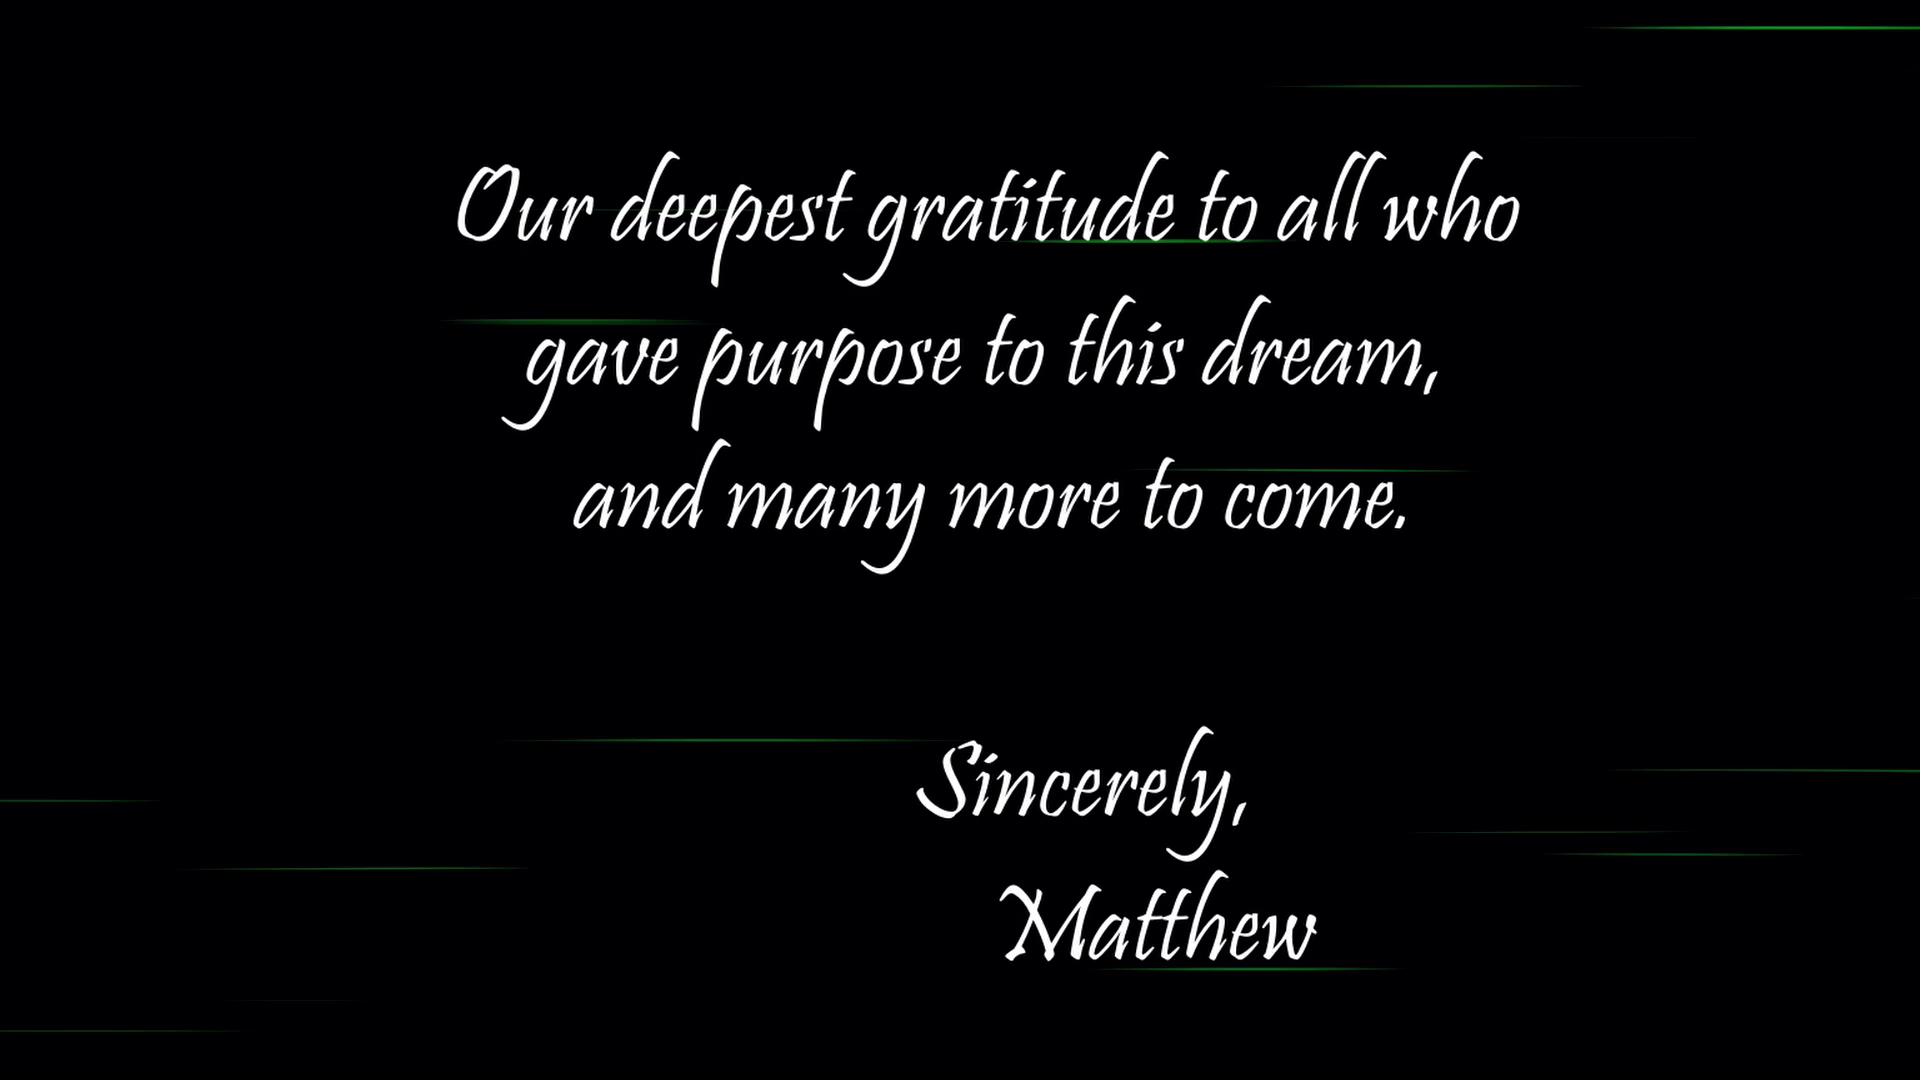 Our deepest gratitude to all who
gave purpose to this dream,
and many more to come.
Sincerely,
Matthew